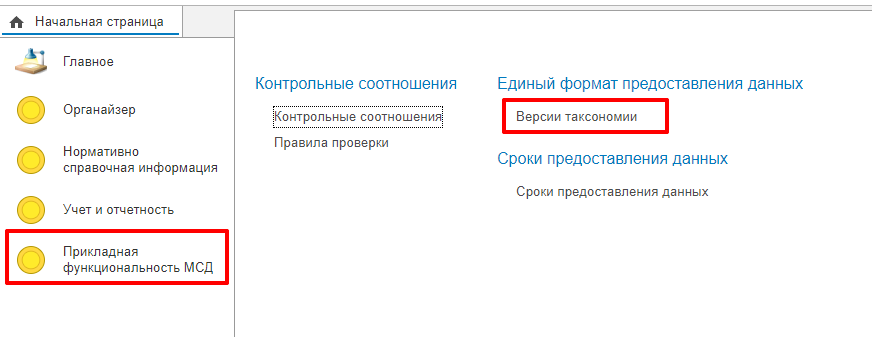 Начальная страница
Главное
Органайзер
Нормативно
справочная информация
Учет и отчетность
Прикладная
функциональность МСД
Контрольные соотношения
Контрольные соотношения
Правила проверки
Единый формат предоставления данных
Версии таксономии
Сроки предоставления данных
Сроки предоставления данных